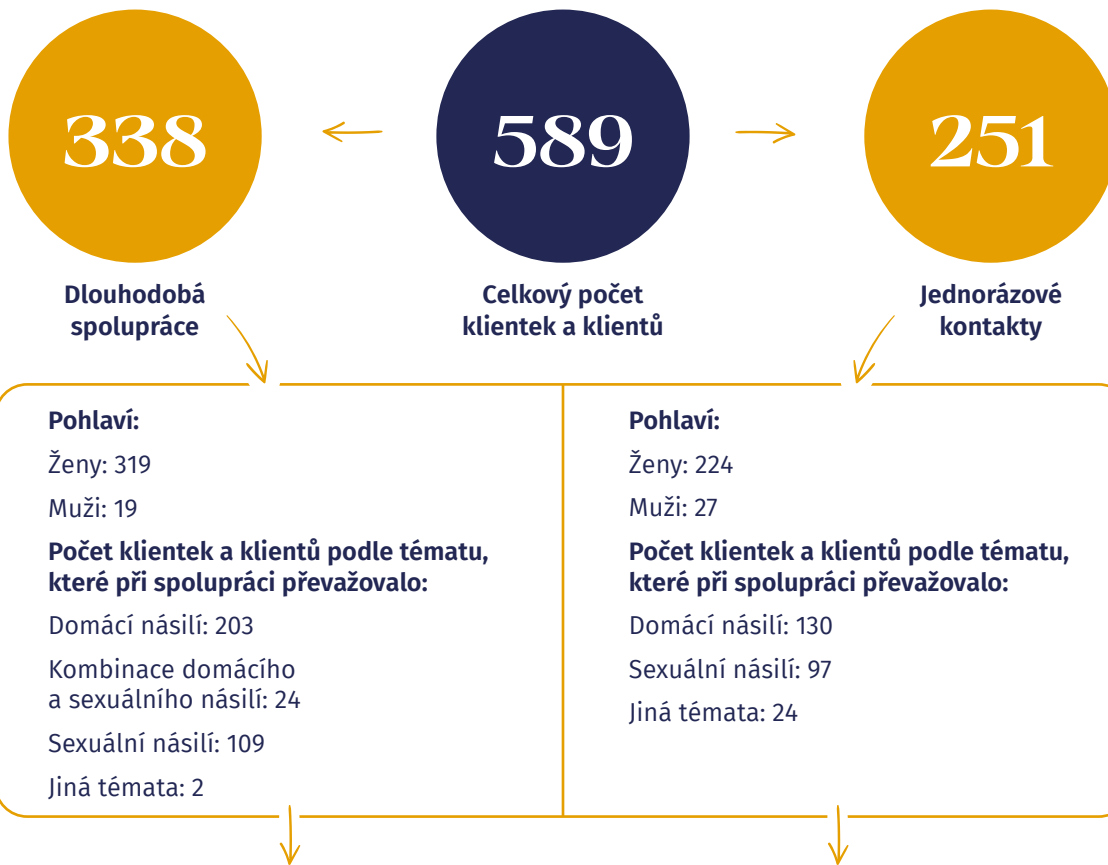 338
589
251
Dlouhodobá
spolupráce
Celkový počet
klientek a klientů
Jednorázové
kontakty
Pohlaví:
Ženy: 319
Muži: 19
Počet klientek a klientů podle tématu,
které při spolupráci převažovalo:
Domácí násilí: 203
Kombinace domácího
a sexuálního násilí: 24
Sexuální násilí: 109
Jiná témata: 2
Pohlaví:
Ženy: 224
Muži: 27
Počet klientek a klientů podle tématu,
které při spolupráci převažovalo:
Domácí násilí: 130
Sexuální násilí: 97
Jiná témata: 24